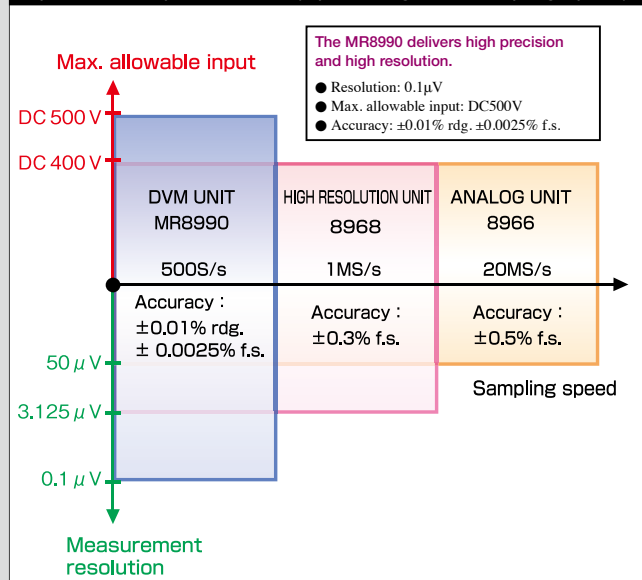 The MR8990 delivers high precision
and high resolution.
● Resolution: 0.1μV
● Max. allowable input: DC500V
● Accuracy: ±0.01% rdg. ±0.0025% f.s.
Max. allowable input
DC 500 V
DC 400 V
DVM UNIT
MR8990
500S/s
Accuracy :
±0.01% rdg.
± 0.0025% f.s.
HIGH RESOLUTION UNIT
8968
1MS/s
Accuracy :
±0.3% f.s.
ANALOG UNIT
8966
20MS/s
Accuracy :
±0.5% f.s.
50 μV
3.125 μV
0.1 μV
Sampling speed
Measurement
resolution